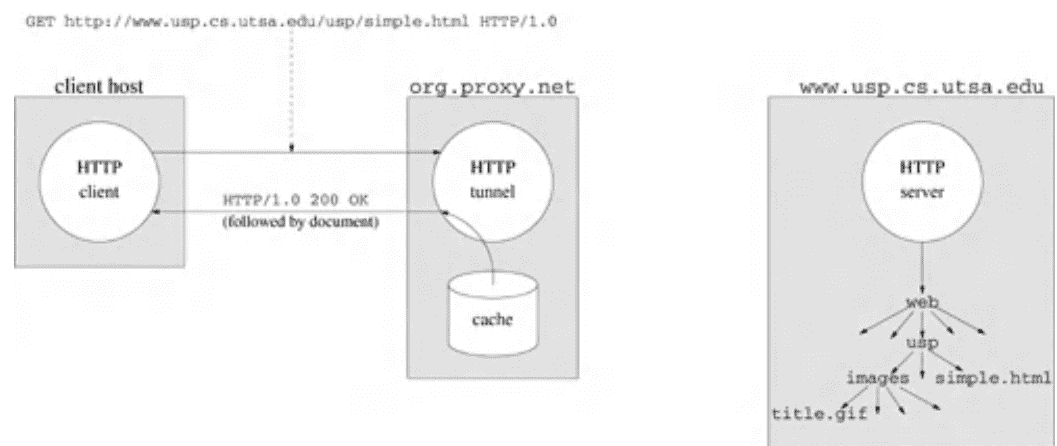 GET http://www.usp.cs.utsa.edu/usp/simple.html HTTP/1.0
client host
org.proxy.net
www.usp.cs.utsa.edu
HTTP
client
HTTP/1.0 200 OK
(followed by document)
HTTP
tunnel
cache
HTTP
server
web
usp
images
simple.html
title.gif